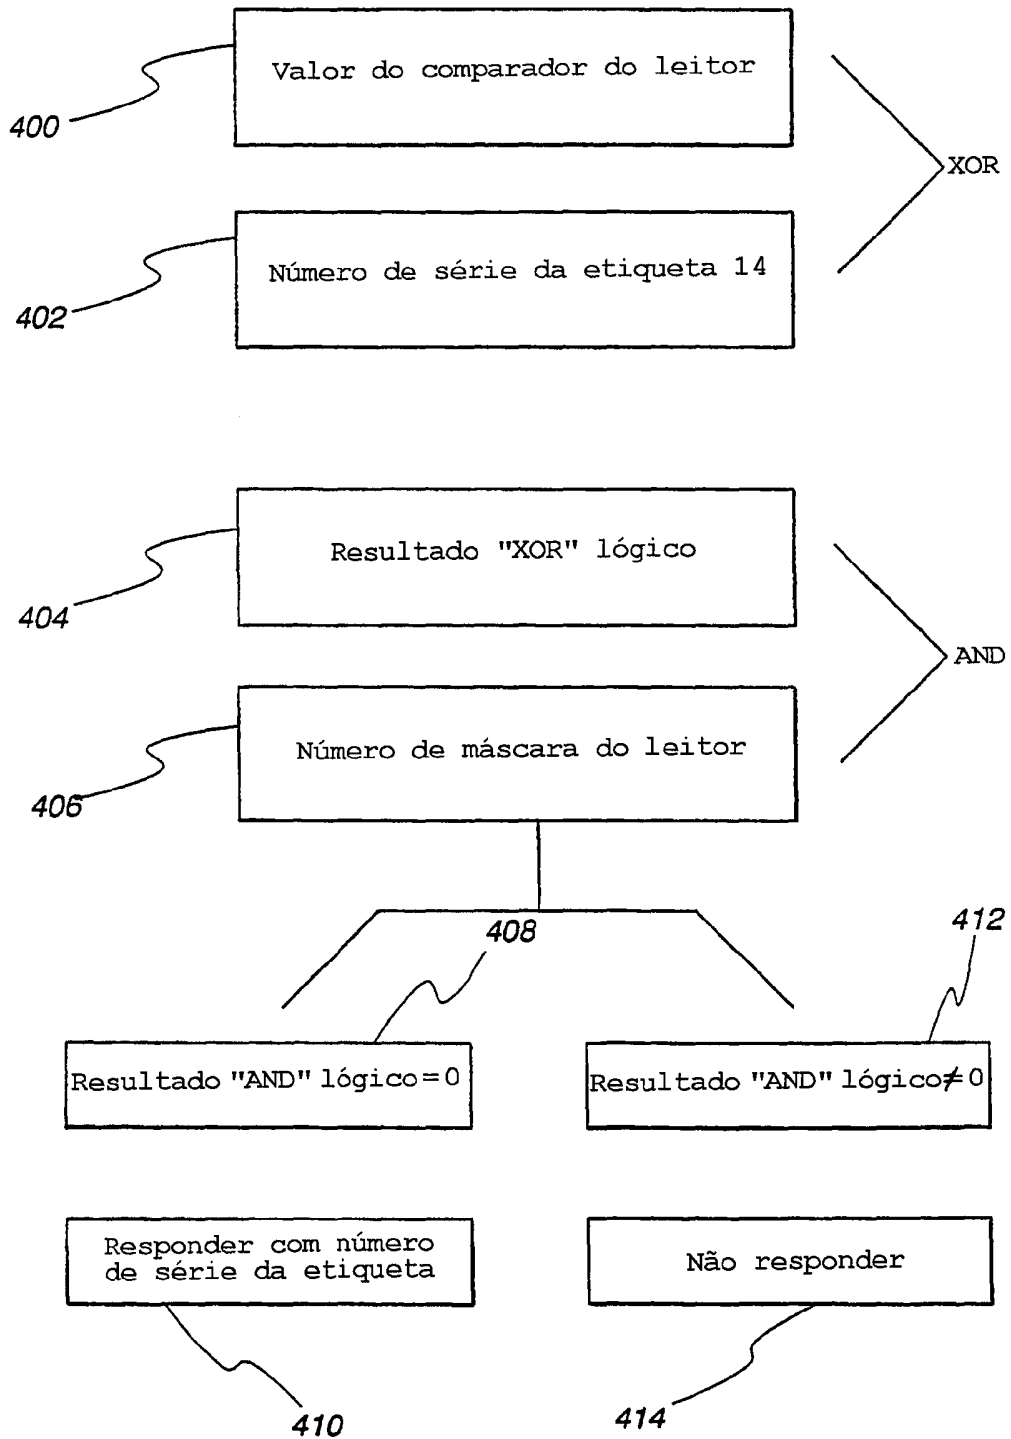 Valor do comparador do leitor
400
XOR
Número de série da etiqueta 14
402
Resultado "XOR" lógico
404
AND
Número de máscara do leitor
406
408
412
Resultado "AND" lógico=0
Resultado "AND" lógico≠0
Responder com número
de série da etiqueta
Não responder
410
414